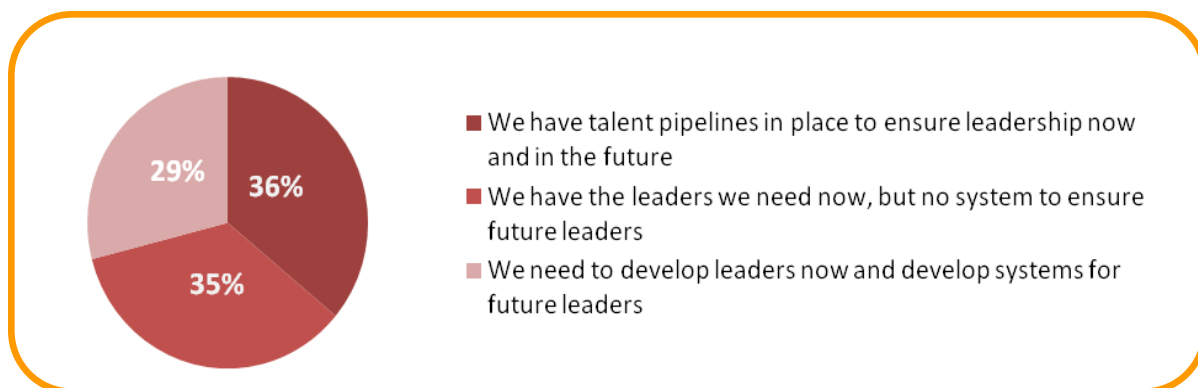 29%
36%
35%
We have talent pipelines in place to ensure leadership now
and in the future
We have the leaders we need now, but no system to ensure
future leaders
We need to develop leaders now and develop systems for
future leaders